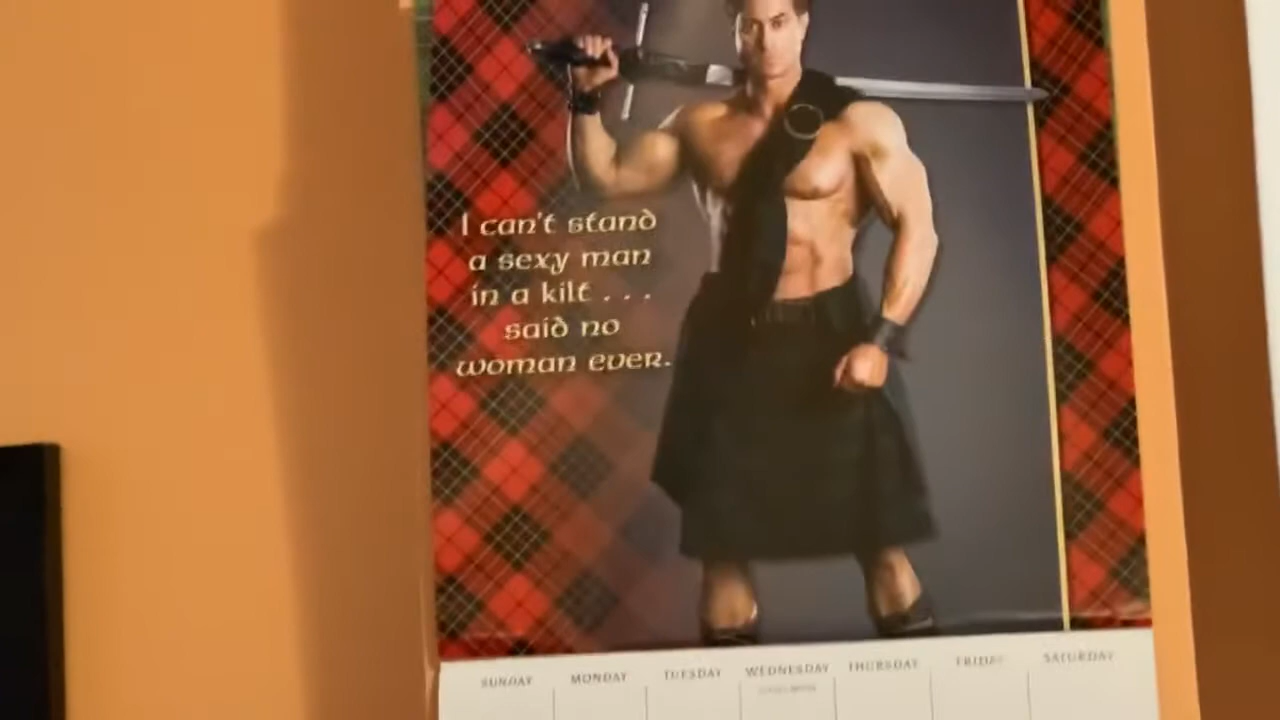 I can't stand
a sexy man
in a kilt . . .
said no
woman ever.
SUNDAY MONDAY TUESDAY WEDNESDAY THURSDAY FRIDAY SATURDAY